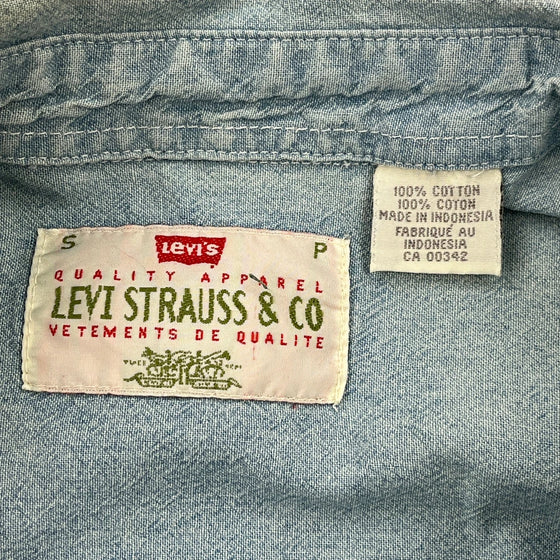 S P
Levi's
QUALITY APPAREL
LEVI STRAUSS & CO
VETEMENTS DE QUALITE
100% COTTON
100% COTON
MADE IN INDONESIA
FABRIQUÉ AU
INDONESIA
CA 00342